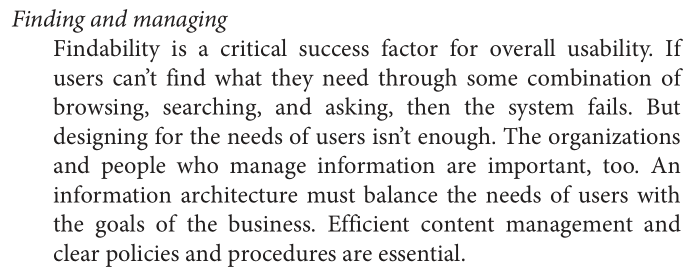 Finding and managing
Findability is a critical success factor for overall usability. If
users can’t find what they need through some combination of
browsing, searching, and asking, then the system fails. But
designing for the needs of users isn’t enough. The organizations
and people who manage information are important, too. An
information architecture must balance the needs of users with
the goals of the business. Efficient content management and
clear policies and procedures are essential.